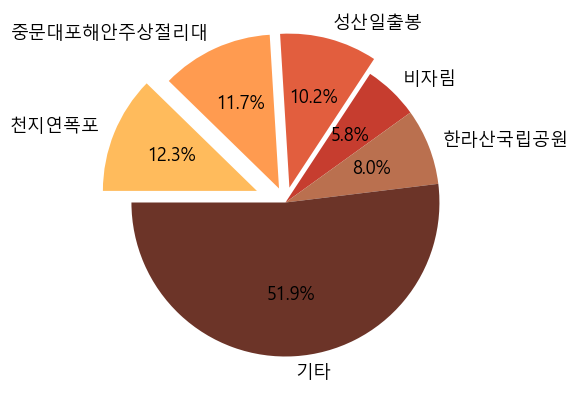 성산일출봉
중문대포해안주상절리대
비자림
10.2%
11.7%
천지연폭포
5.8%
한라산국립공원
12.3%
8.0%
51.9%
기타